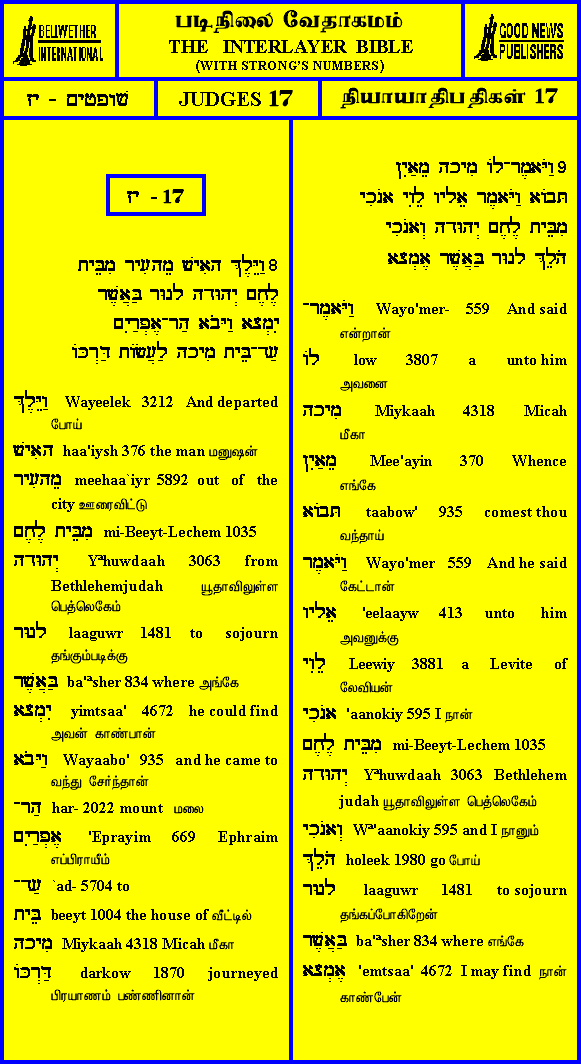 BELLWETHER
INTERNATIONAL
படிநிலை வேதாகமம்
THE INTERLAYER BIBLE
(WITH STRONG'S NUMBERS)
GOOD NEWS
PUBLISHERS
שׁוֹפְטִים - יז
JUDGES 17
நியாயாதிபதிகள் 17
יז - 17
8 וַיֵּלֶךְ הָאִישׁ מֵהָעִיר מִבֵּית
לֶחֶם יְהוּדָה לָגוּר בַּאֲשֶׁר
יִמְצָא וַיָּבֹא הַר־אֶפְרַיִם
עַד־בֵּית מִיכָה לַעֲשׂוֹת דַּרְכּוֹ
וַיֵּלֶךְ Wayeelek 3212 And departed
போய்
הָאִישׁ haa'iysh 376 the man மனுஷன்
מֵהָעִיר meehaa`iyr 5892 out of the
city ஊரைவிட்டு
מִבֵּית לֶחֶם mi-Beeyt-Lechem 1035
יְהוּדָה Yªhuwdaah 3063 from
Bethlehemjudah யூதாவிலுள்ள
பெத்லெகேம்
לָגוּר laaguwr 1481 to sojourn
தங்கும்படிக்கு
בַּאֲשֶׁר ba'ªsher 834 where அங்கே
יִמְצָא yimtsaa' 4672 he could find
அவன் காண்பான்
וַיָּבֹא Wayaabo' 935 and he came to
வந்து சேர்ந்தான்
הַר־ har- 2022 mount மலை
אֶפְרַיִם 'Eprayim 669 Ephraim
எப்பிராயீம்
עַד־ `ad- 5704 to
בֵּית beeyt 1004 the house of வீட்டில்
מִיכָה Miykaah 4318 Micah மீகா
דַּרְכּוֹ darkow 1870 journeyed
பிரயாணம் பண்ணினான்
9 וַיֹּאמֶר־לוֹ מִיכָה מֵאַיִן
תָּבוֹא וַיֹּאמֶר אֵלָיו לֵוִי אָנֹכִי
מִבֵּית לֶחֶם יְהוּדָה וְאָנֹכִי
הֹלֵךְ לָגוּר בַּאֲשֶׁר אֶמְצָא
וַיֹּאמֶר־ Wayo'mer- 559 And said
என்றான்
לוֹ low 3807 a unto him
அவனை
מִיכָה Miykaah 4318 Micah
மீகா
מֵאַיִן Mee'ayin 370 Whence
எங்கே
תָּבוֹא taabow' 935 comest thou
வந்தாய்
וַיֹּאמֶר Wayo'mer 559 And he said
கேட்டான்
אֵלָיו 'eelaayw 413 unto him
அவனுக்கு
לֵוִי Leewiy 3881 a Levite of
லேவியன்
אָנֹכִי 'aanokiy 595 I நான்
מִבֵּית לֶחֶם mi-Beeyt-Lechem 1035
יְהוּדָה Yªhuwdaah 3063 Bethlehem
judah யூதாவிலுள்ள பெத்லெகேம்
וְאָנֹכִי Wª'aanokiy 595 and I நானும்
הֹלֵךְ holeek 1980 go போய்
לָגוּר laaguwr 1481 to sojourn
தங்கப்போகிறேன்
בַּאֲשֶׁר ba'ªsher 834 where எங்கே
אֶמְצָא 'emtsaa' 4672 I may find நான்
காண்பேன்